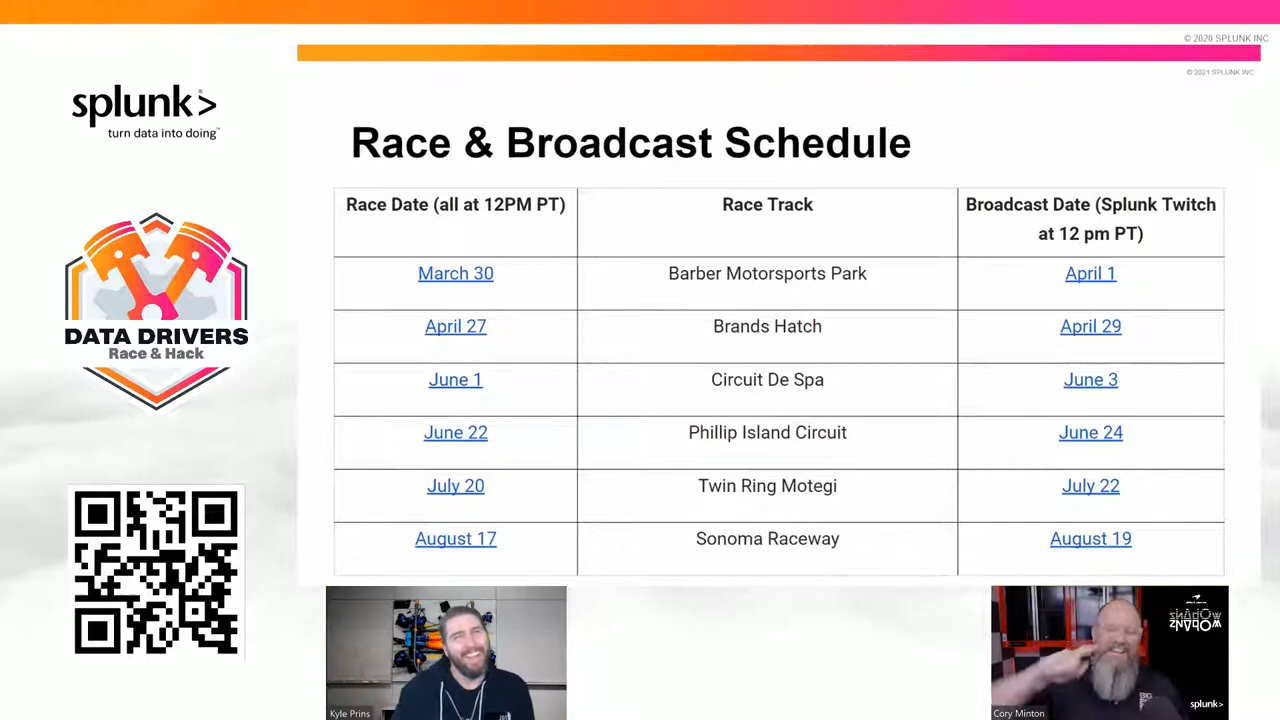 © 2020 SPLUNK INC
© 2021 SPLUNK INC
splunk>
turn data into doing™
DATA DRIVERS
Race & Hack
Race & Broadcast Schedule
Race Date (all at 12PM PT)
Race Track
Broadcast Date (Splunk Twitch
at 12 pm PT)
March 30
Barber Motorsports Park
April 1
April 27
Brands Hatch
April 29
June 1
Circuit De Spa
June 3
June 22
Phillip Island Circuit
June 24
July 20
Twin Ring Motegi
July 22
August 17
Sonoma Raceway
August 19
Kyle Prins
Cory Minton
splunk>